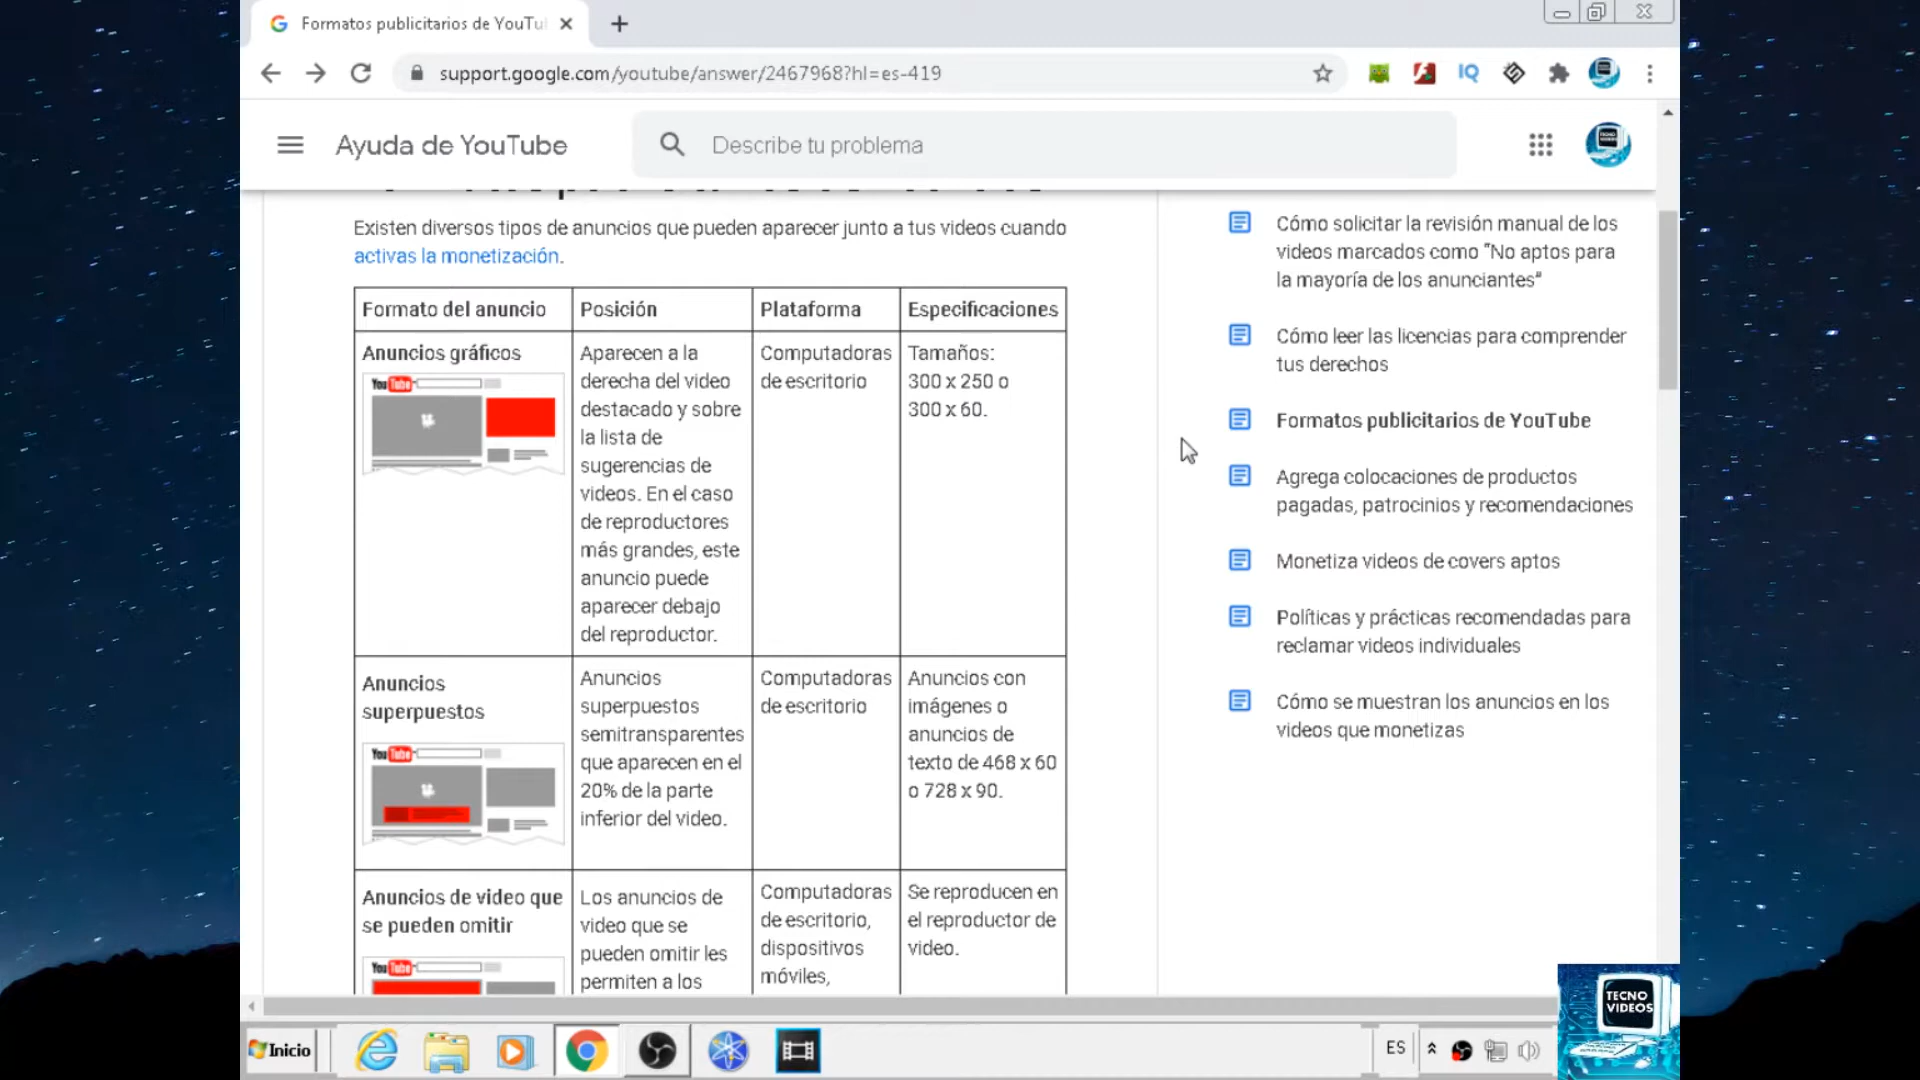 Formatos publicitarios de YouTu
support.google.com/youtube/answer/2467968?hl=es-419
IQ
Ayuda de YouTube
Describe tu problema
Existen diversos tipos de anuncios que pueden aparecer junto a tus videos cuando
activas la monetización.
Formato del anuncio
Posición
Plataforma
Especificaciones
Anuncios gráficos
YouTube
Aparecen a la
derecha del video
destacado y sobre
la lista de
sugerencias de
videos. En el caso
de reproductores
más grandes, este
anuncio puede
aparecer debajo
del reproductor.
Computadoras
de escritorio
Tamaños:
300 x 250 o
300 x 60.
Anuncios
superpuestos
YouTube
Anuncios
superpuestos
semitransparentes
que aparecen en el
20% de la parte
inferior del video.
Computadoras
de escritorio
Anuncios con
imágenes o
anuncios de
texto de 468 x 60
o 728 x 90.
Anuncios de video que
se pueden omitir
YouTube
Los anuncios de
video que se
pueden omitir les
permiten a los
Computadoras
de escritorio,
dispositivos
móviles,
Se reproducen en
el reproductor de
video.
Cómo solicitar la revisión manual de los
videos marcados como “No aptos para
la mayoría de los anunciantes”
Cómo leer las licencias para comprender
tus derechos
Formatos publicitarios de YouTube
Agrega colocaciones de productos
pagadas, patrocinios y recomendaciones
Monetiza videos de covers aptos
Políticas y prácticas recomendadas para
reclamar videos individuales
Cómo se muestran los anuncios en los
videos que monetizas
Inicio
ES
TECNO
VIDEOS